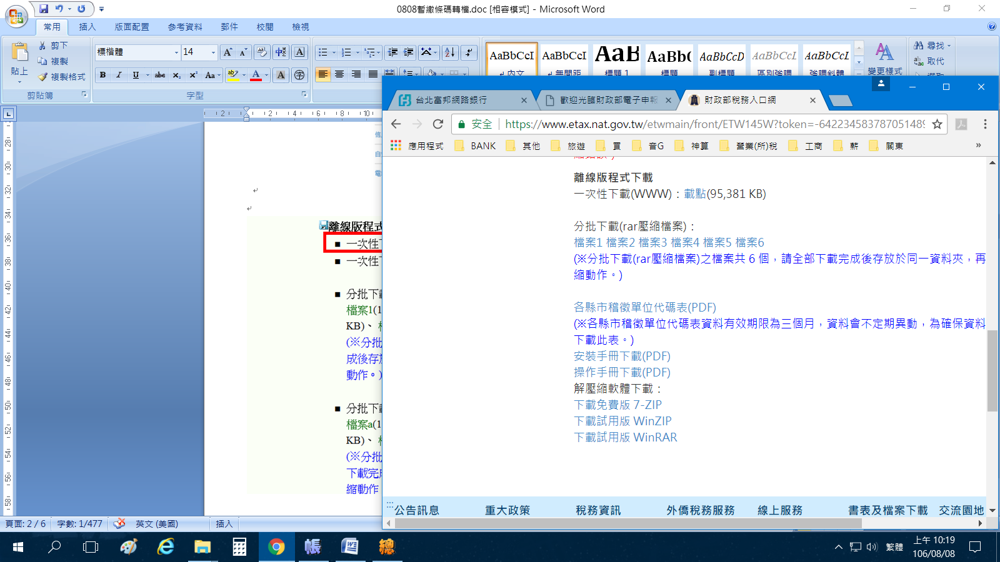 0808暫繳條碼轉檔.doc [相容模式] - Microsoft Word
常用 插入 版面配置 參考資料 郵件 校閱 檢視
貼上
剪下
複製
複製格式
剪貼簿
標楷體 14
B I U abe x₂ x² Aa
字型
AaBbCcI AaBbCcI AaB AaBb( AaBbCcD AaBbCcL AaBbCcL
內文 無間距 標題 1 標題 副標題 區別強調 強調斜體
變更樣式
尋找
取代
離線版程式
一次性下
一次性下
分批下載
檔案1(1
KB)、
(※分批
成後存放
動作。)
分批下載
檔案a(1
KB)、
(※分批
下載完成
縮動作
頁面: 2 / 6 字數: 1/477 英文 (美國) 插入
台北富邦網路銀行 歡迎光臨財政部電子申報 財政部稅務入口網
安全 https://www.etax.nat.gov.tw/etwmain/front/ETW145W?token=-642234583787051489
應用程式 BANK 其他 旅遊 買 音G 神算 營業(所)稅 工商 薪 關東 »
離線版程式下載
一次性下載(WWW)：載點(95,381 KB)
分批下載(rar壓縮檔案)：
檔案1 檔案2 檔案3 檔案4 檔案5 檔案6
(※分批下載(rar壓縮檔案)之檔案共 6 個，請全部下載完成後存放於同一資料夾，再
縮動作。)
各縣市稽徵單位代碼表(PDF)
(※各縣市稽徵單位代碼表資料有效期限為三個月，資料會不定期異動，為確保資料
下載此表。)
安裝手冊下載(PDF)
操作手冊下載(PDF)
解壓縮軟體下載：
下載免費版 7-ZIP
下載試用版 WinZIP
下載試用版 WinRAR
公告訊息 重大政策 稅務資訊 外僑稅務服務 線上服務 書表及檔案下載 交流園地
帳 總
繁體
上午 10:19
106/08/08